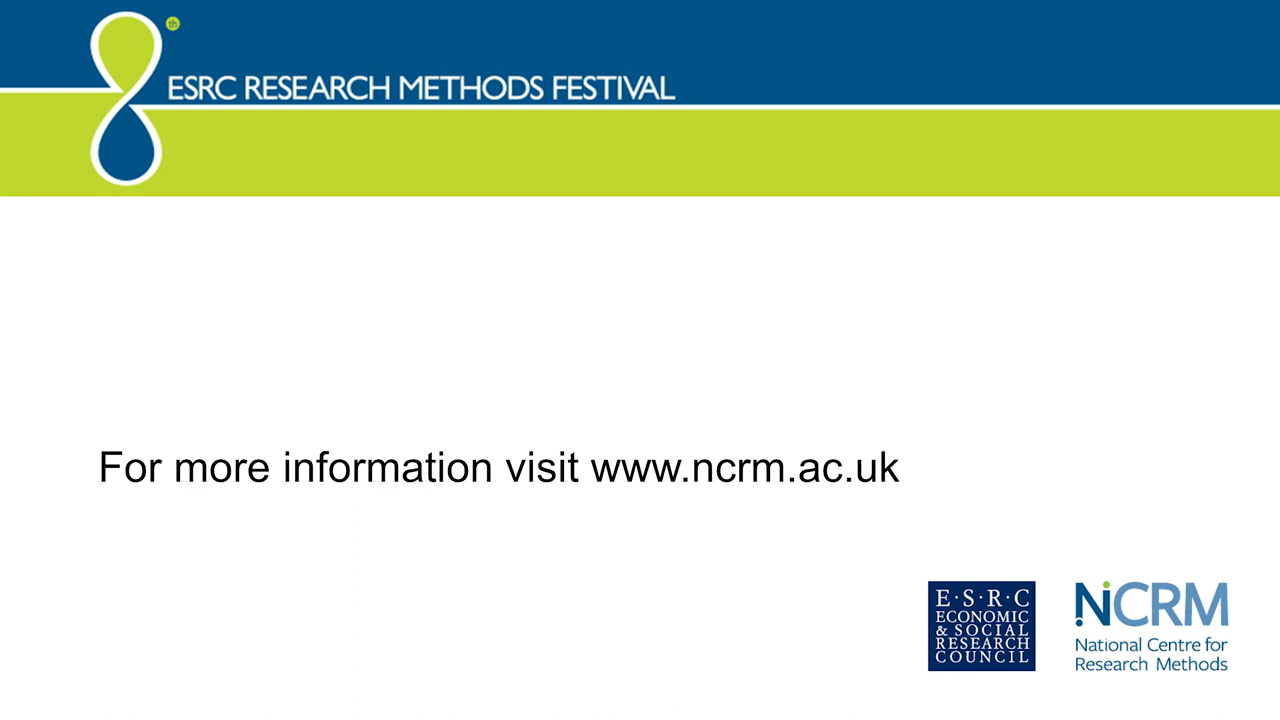 8th
ESRC RESEARCH METHODS FESTIVAL
For more information visit www.ncrm.ac.uk
E·S·R·C
ECONOMIC
& SOCIAL
RESEARCH
COUNCIL
NCRM
National Centre for
Research Methods